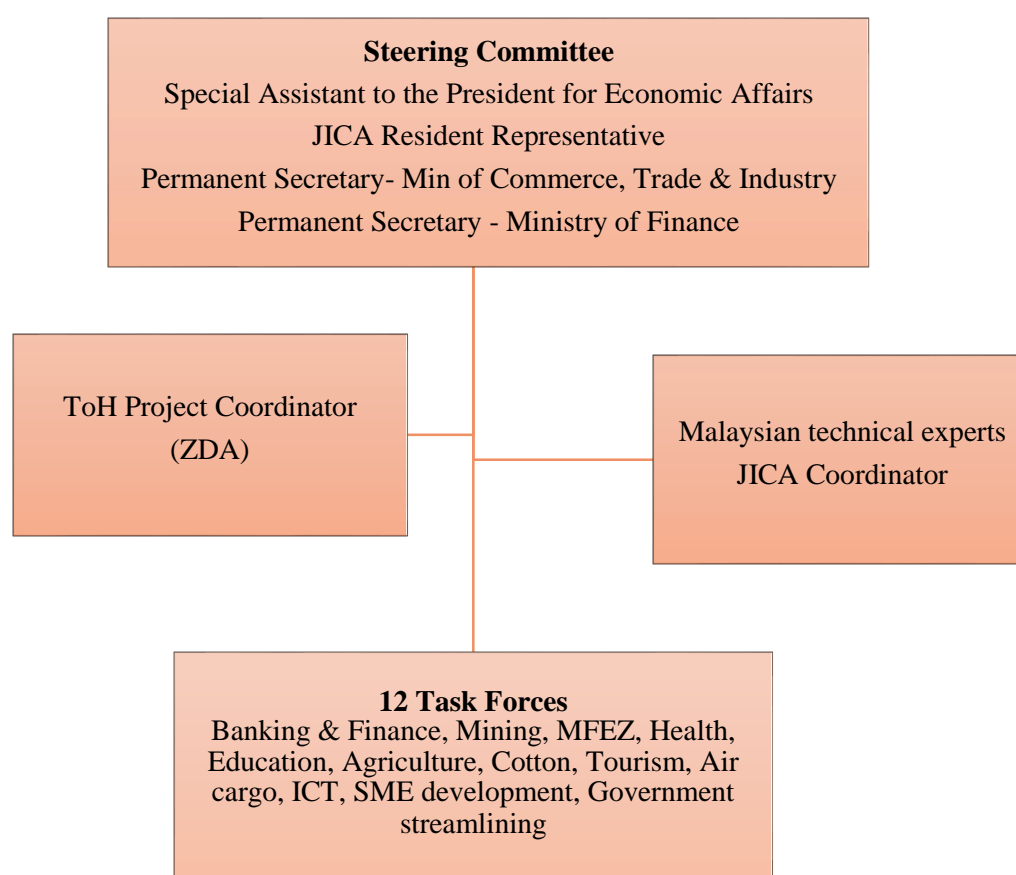 Steering Committee
Special Assistant to the President for Economic Affairs
JICA Resident Representative
Permanent Secretary- Min of Commerce, Trade & Industry
Permanent Secretary - Ministry of Finance
ToH Project Coordinator
(ZDA)
Malaysian technical experts
JICA Coordinator
12 Task Forces
Banking & Finance, Mining, MFEZ, Health,
Education, Agriculture, Cotton, Tourism, Air
cargo, ICT, SME development, Government
streamlining